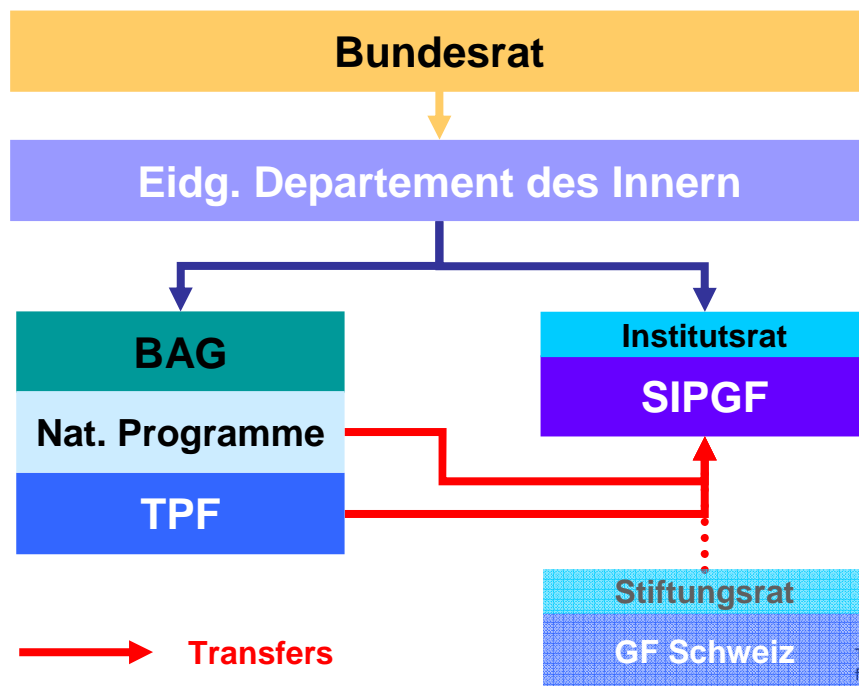 Bundesrat
Eidg. Departement des Innern
BAG
Institutsrat
SIPGF
Nat. Programme
TPF
Stiftungsrat
GF Schweiz
Transfers